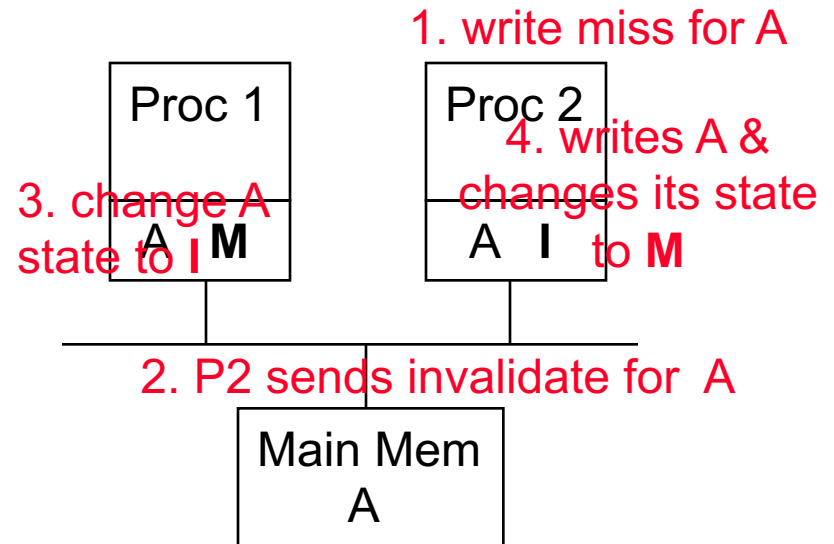 1. write miss for A
Proc 1
Proc 2
4. writes A &
changes its state
to M
3. change A
state to I
A M
A I
2. P2 sends invalidate for A
Main Mem
A